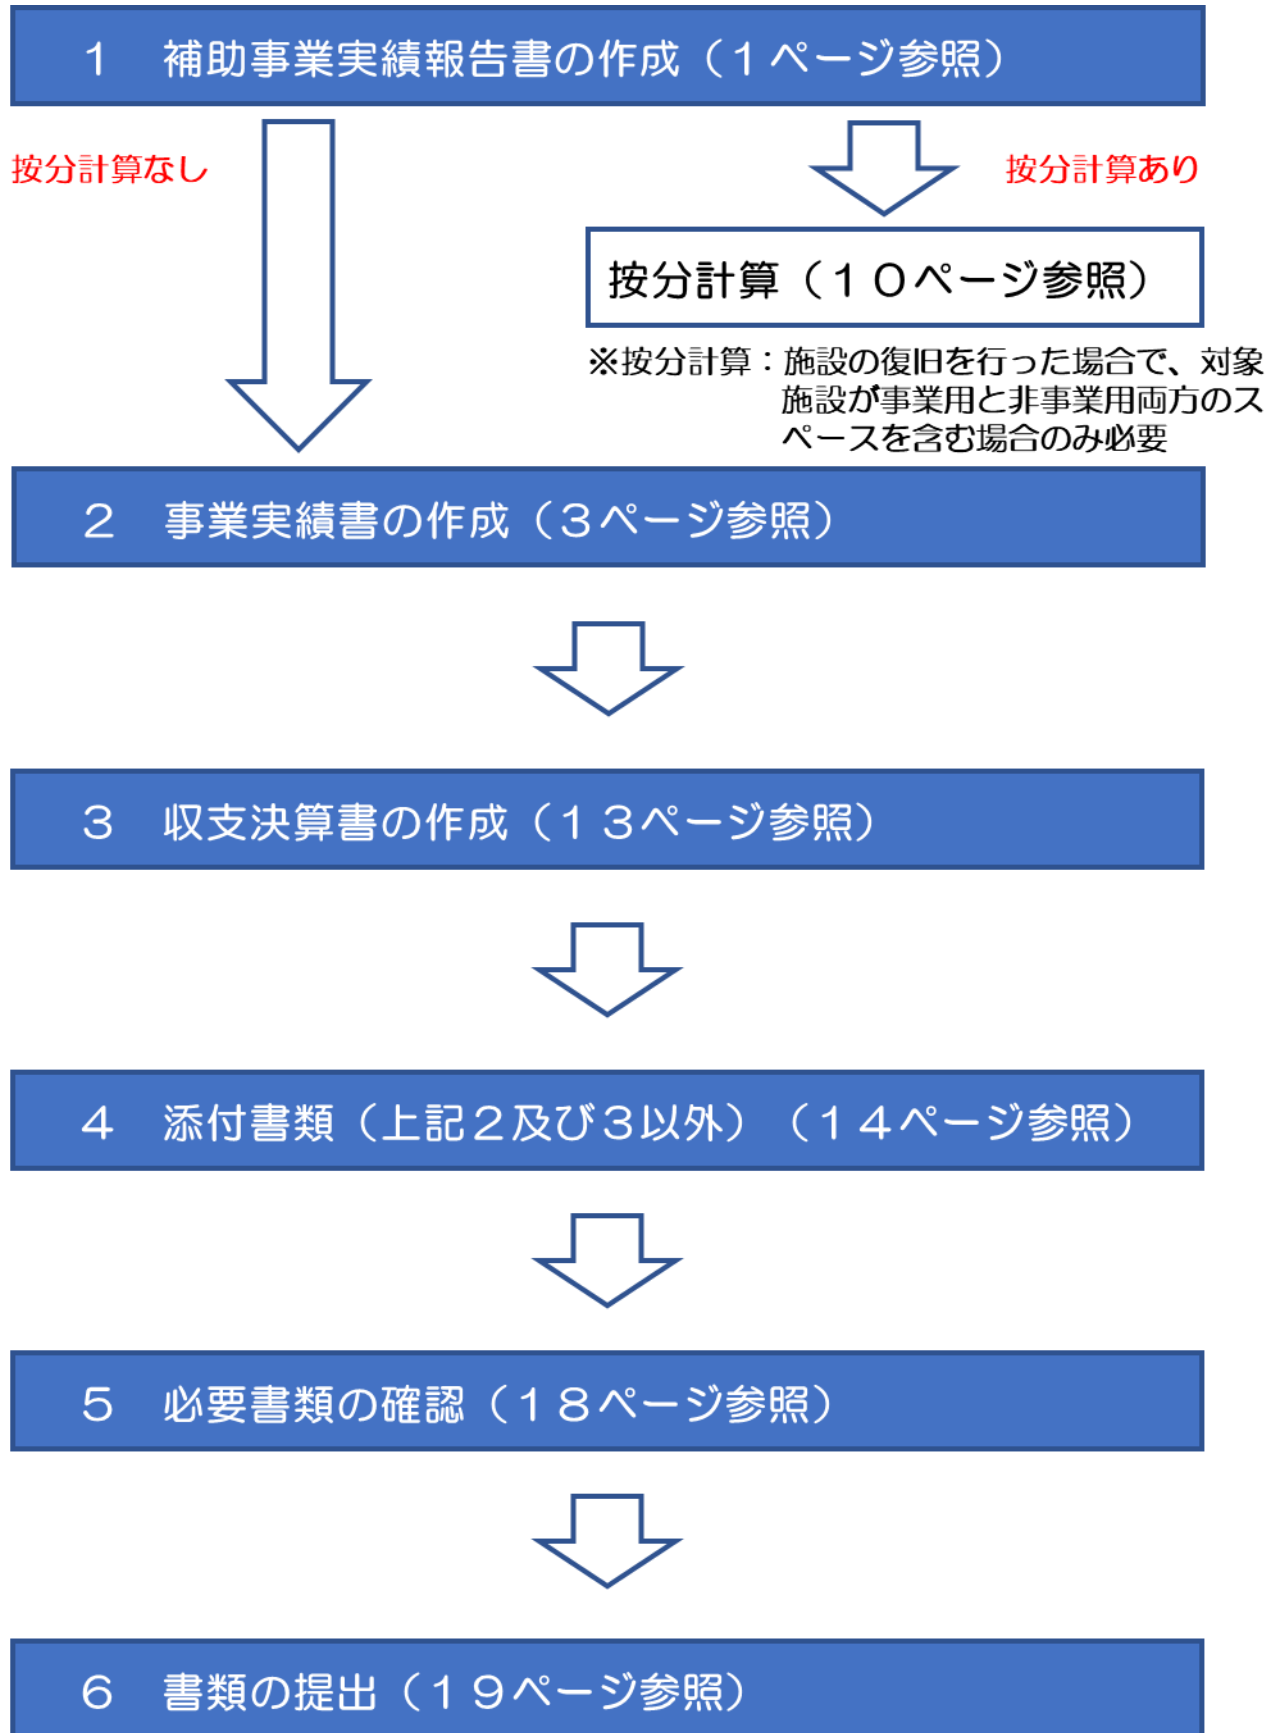 １　補助事業実績報告書の作成（１ページ参照）
按分計算なし
按分計算あり
按分計算（１０ページ参照）
※按分計算：施設の復旧を行った場合で、対象
施設が事業用と非事業用両方のス
ペースを含む場合のみ必要
２　事業実績書の作成（３ページ参照）
３　収支決算書の作成（１３ページ参照）
４　添付書類（上記２及び３以外）（１４ページ参照）
５　必要書類の確認（１８ページ参照）
６　書類の提出（１９ページ参照）